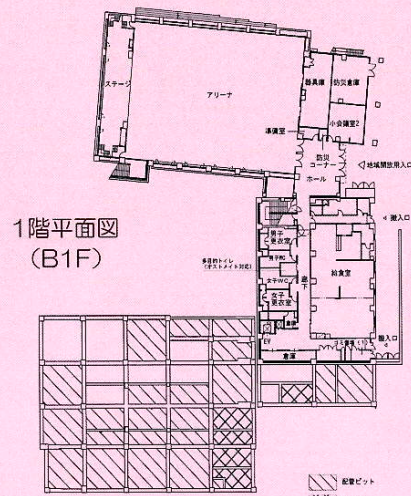 器具庫
防災倉庫
ステージ
アリーナ
小会議室2
準備室
防災
コーナー
ホール
地域開放用入口
1階平面図
(B1F)
搬入口
男子
更衣室
多目的トイレ
(オストメイト対応)
男子WC
女子WC
廊下
給食室
女子
更衣室
倉庫
EV
搬入口
倉庫
配管ピット